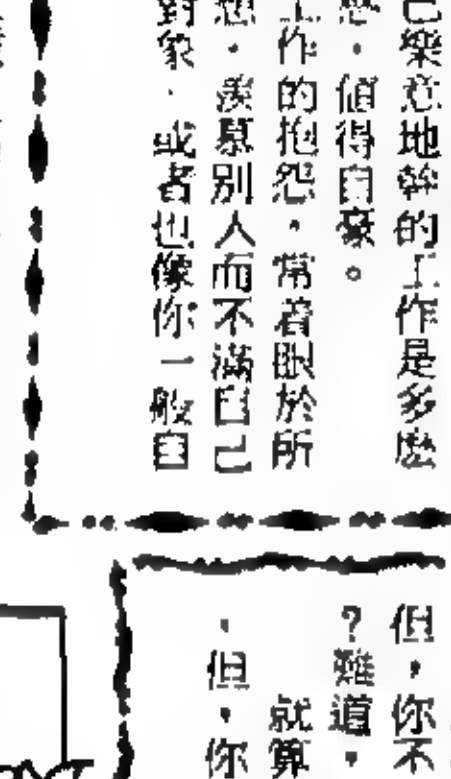 己樂意地幹的工作是多麼
，值得自豪。
工作的抱怨，常着眼於所
想，羨慕別人而不滿自己
對象，或者也像你一般自
但，你不
？難道，
就算
，但，你